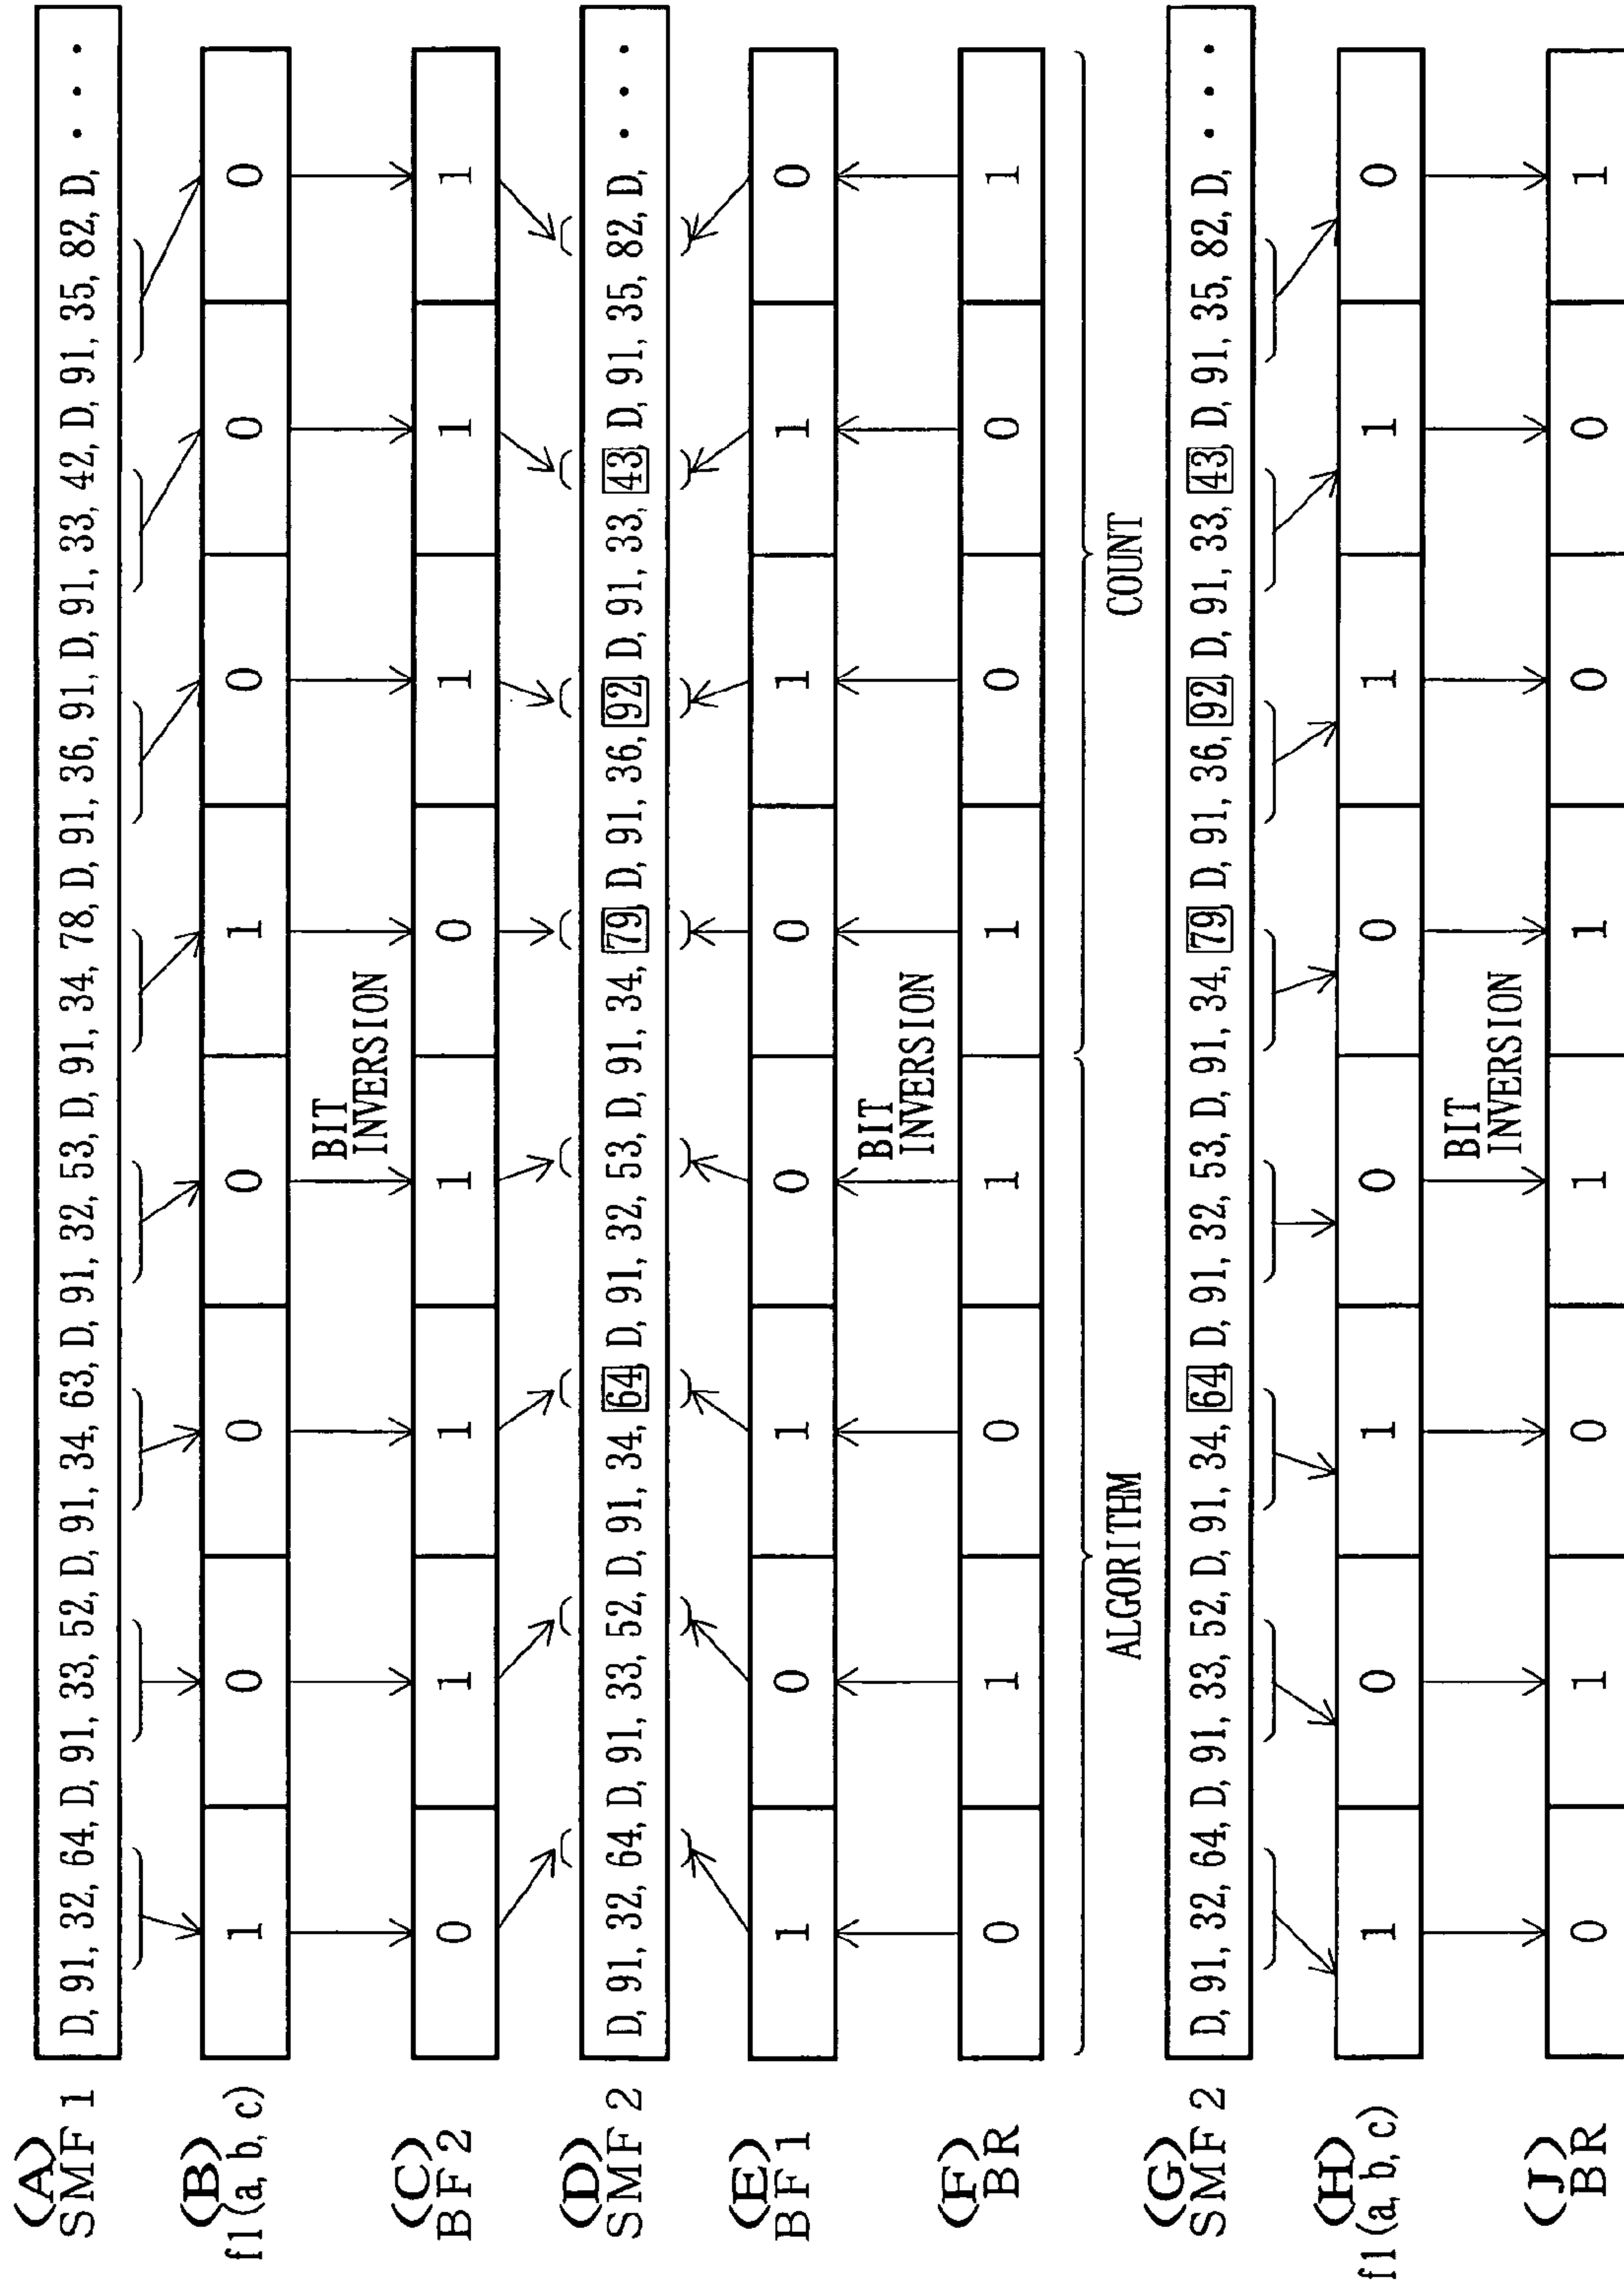 (A)
SMF 1
D, 91, 32, 64, D, 91, 33, 52, D, 91, 34, 63, D, 91, 32, 53, D, 91, 34, 78, D, 91, 36, 91, D, 91, 33, 42, D, 91, 35, 82, D, • • •
(B)
f1(a, b, c)
1 0 0 0 1 0 0 0
BIT
INVERSION
(C)
BF 2
0 1 1 1 0 1 1 1
(D)
SMF 2
D, 91, 32, 64, D, 91, 33, 52, D, 91, 34, 64, D, 91, 32, 53, D, 91, 34, 79, D, 91, 36, 92, D, 91, 33, 43, D, 91, 35, 82, D, • • •
(E)
BF 1
1 0 1 0 0 1 1 0
BIT
INVERSION
(F)
BR
0 1 0 1 1 0 0 1
ALGORITHM COUNT
(G)
SMF 2
D, 91, 32, 64, D, 91, 33, 52, D, 91, 34, 64, D, 91, 32, 53, D, 91, 34, 79, D, 91, 36, 92, D, 91, 33, 43, D, 91, 35, 82, D, • • •
(H)
f1(a, b, c)
1 0 1 0 0 1 1 0
BIT
INVERSION
(J)
BR
0 1 0 1 1 0 0 1